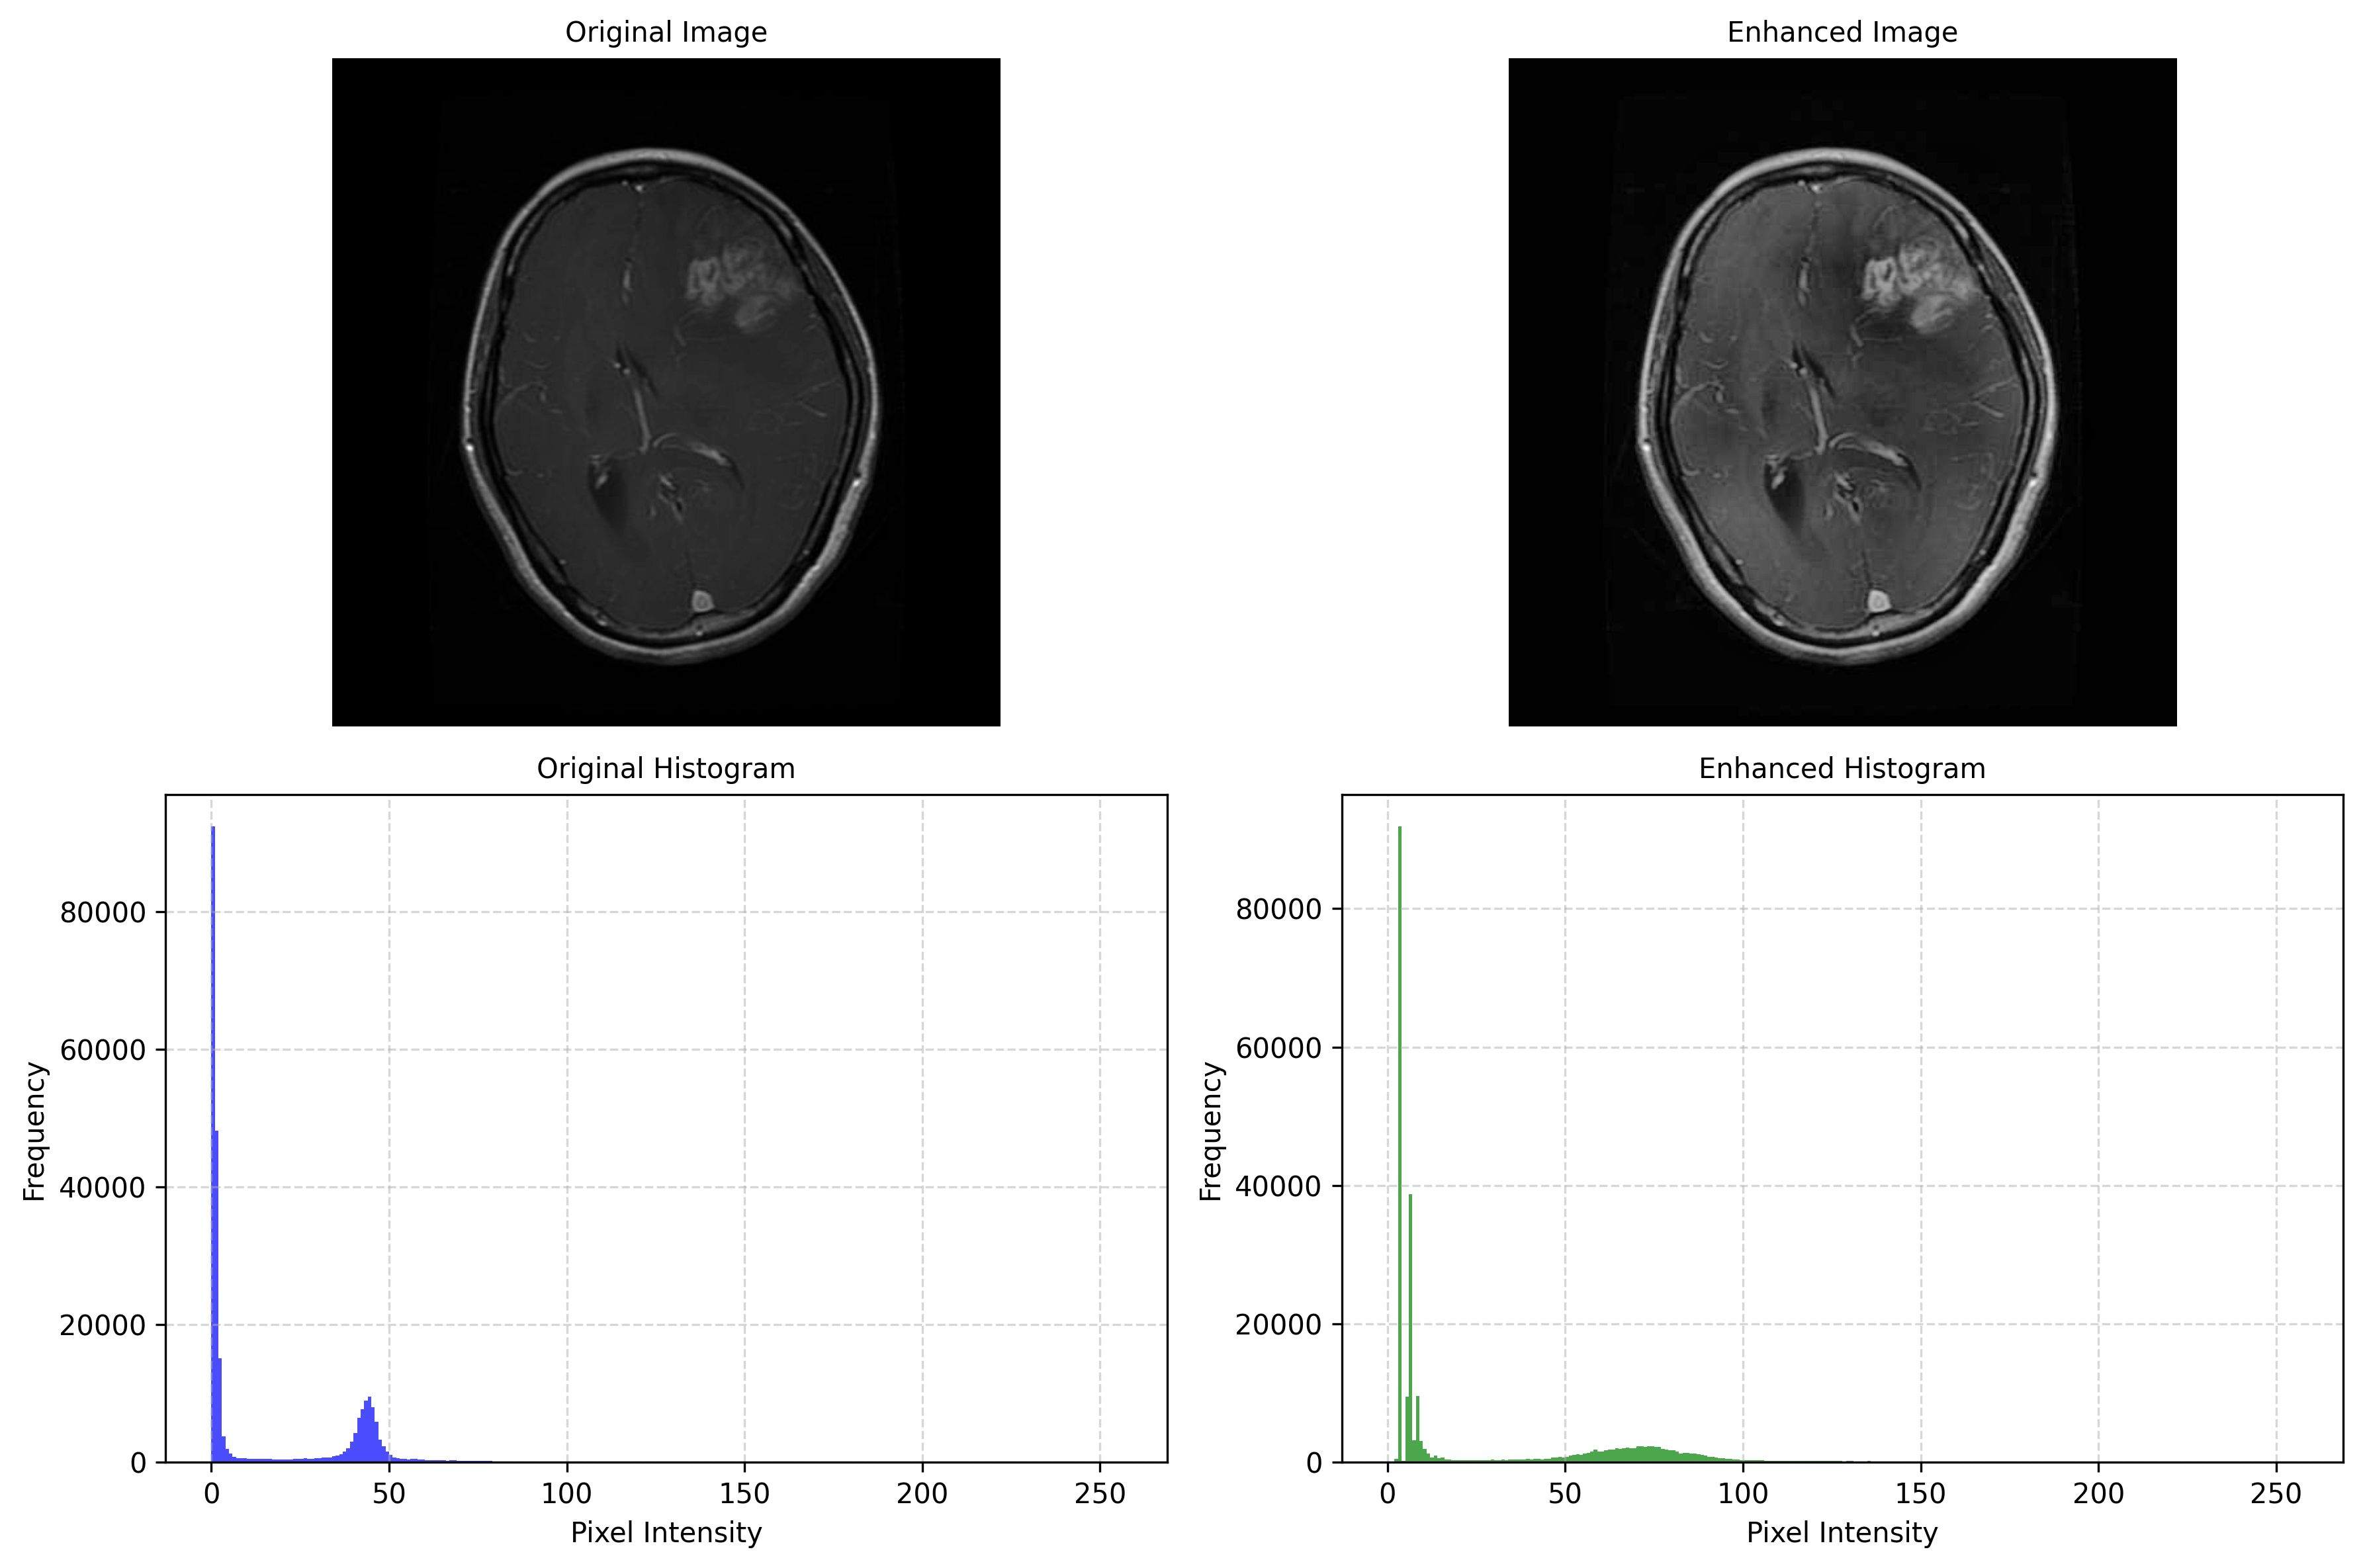 Original Image
Enhanced Image
Original Histogram
Enhanced Histogram
Frequency
80000
60000
40000
20000
0
0 50 100 150 200 250
Pixel Intensity
Frequency
80000
60000
40000
20000
0
0 50 100 150 200 250
Pixel Intensity